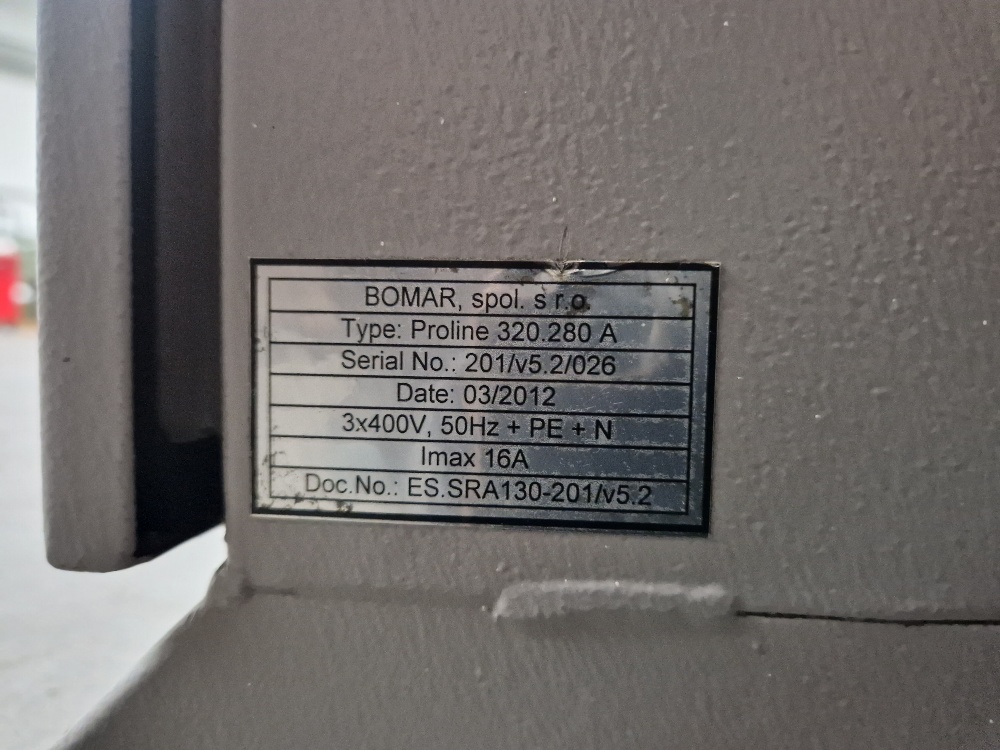 BOMAR, spol. s r.o.
Type: Proline 320.280 A
Serial No.: 201/v5.2/026
Date: 03/2012
3x400V, 50Hz + PE + N
Imax 16A
Doc.No.: ES.SRA130-201/v5.2